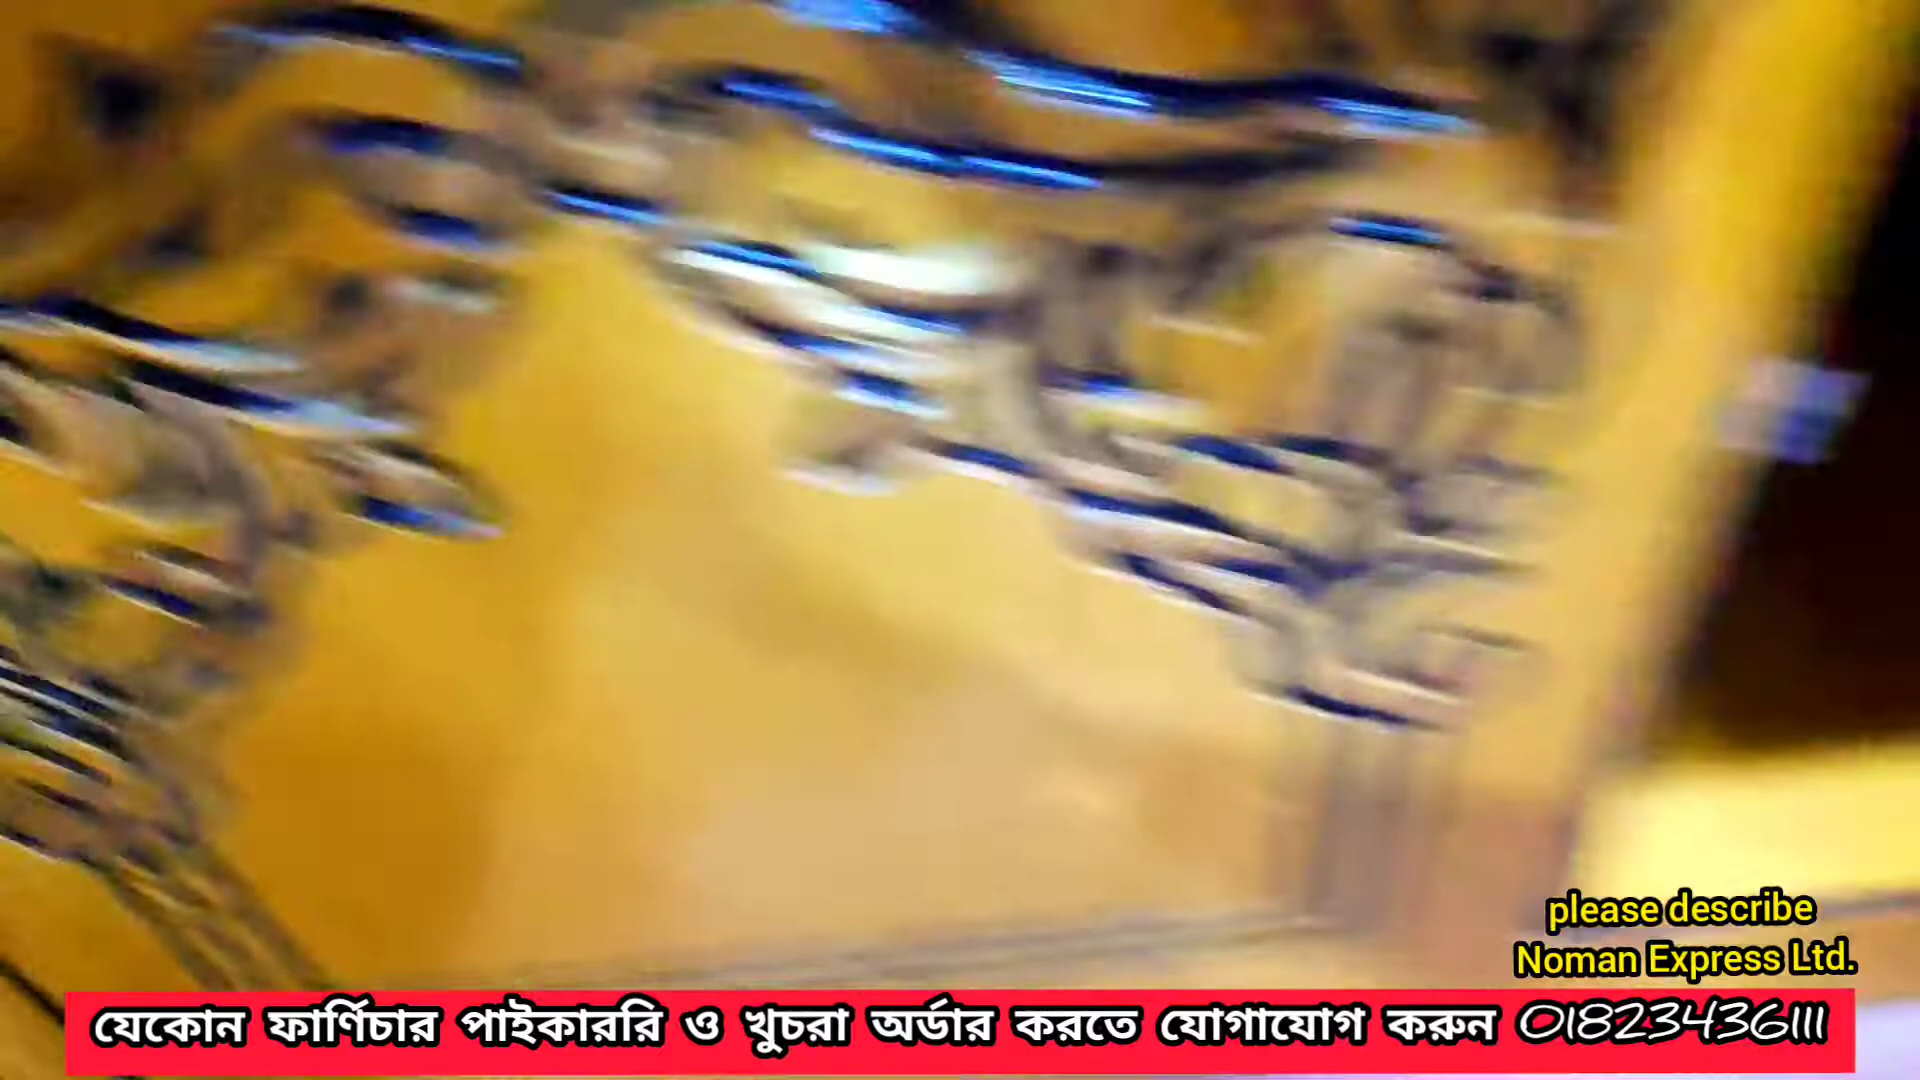 please describe
Noman Express Ltd.
যেকোন ফার্ণিচার পাইকাররি ও খুচরা অর্ডার করতে যোগাযোগ করুন 01823436111